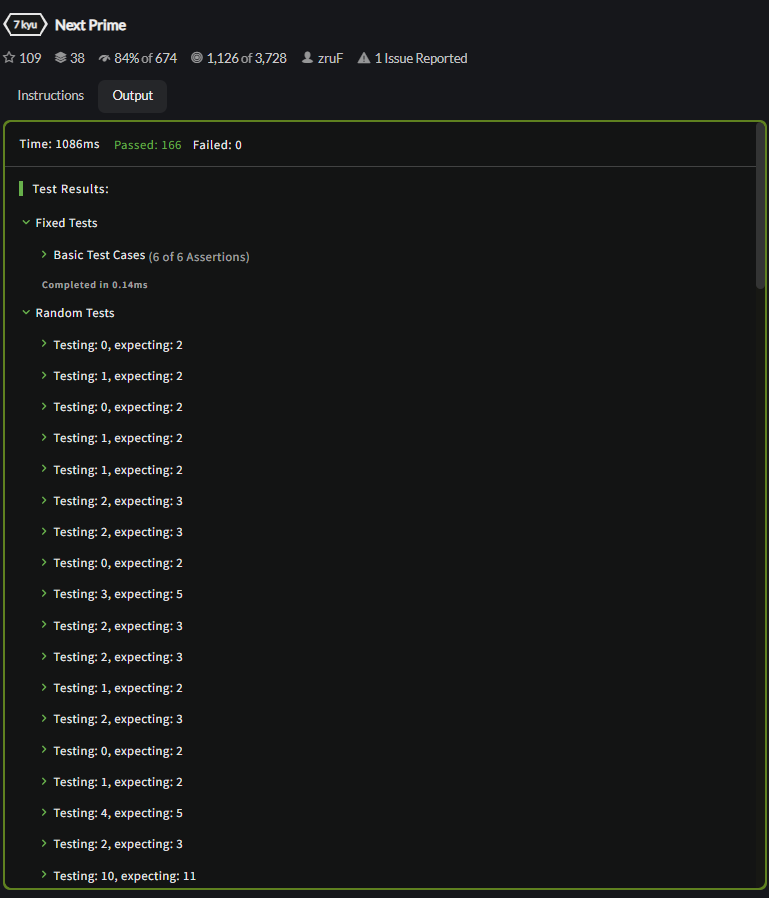 7 kyu Next Prime
109 38 84% of 674 1,126 of 3,728 zruF 1 Issue Reported
Instructions Output
Time: 1086ms Passed: 166 Failed: 0
Test Results:
Fixed Tests
Basic Test Cases (6 of 6 Assertions)
Completed in 0.14ms
Random Tests
Testing: 0, expecting: 2
Testing: 1, expecting: 2
Testing: 0, expecting: 2
Testing: 1, expecting: 2
Testing: 1, expecting: 2
Testing: 2, expecting: 3
Testing: 2, expecting: 3
Testing: 0, expecting: 2
Testing: 3, expecting: 5
Testing: 2, expecting: 3
Testing: 2, expecting: 3
Testing: 1, expecting: 2
Testing: 2, expecting: 3
Testing: 0, expecting: 2
Testing: 1, expecting: 2
Testing: 4, expecting: 5
Testing: 2, expecting: 3
Testing: 10, expecting: 11